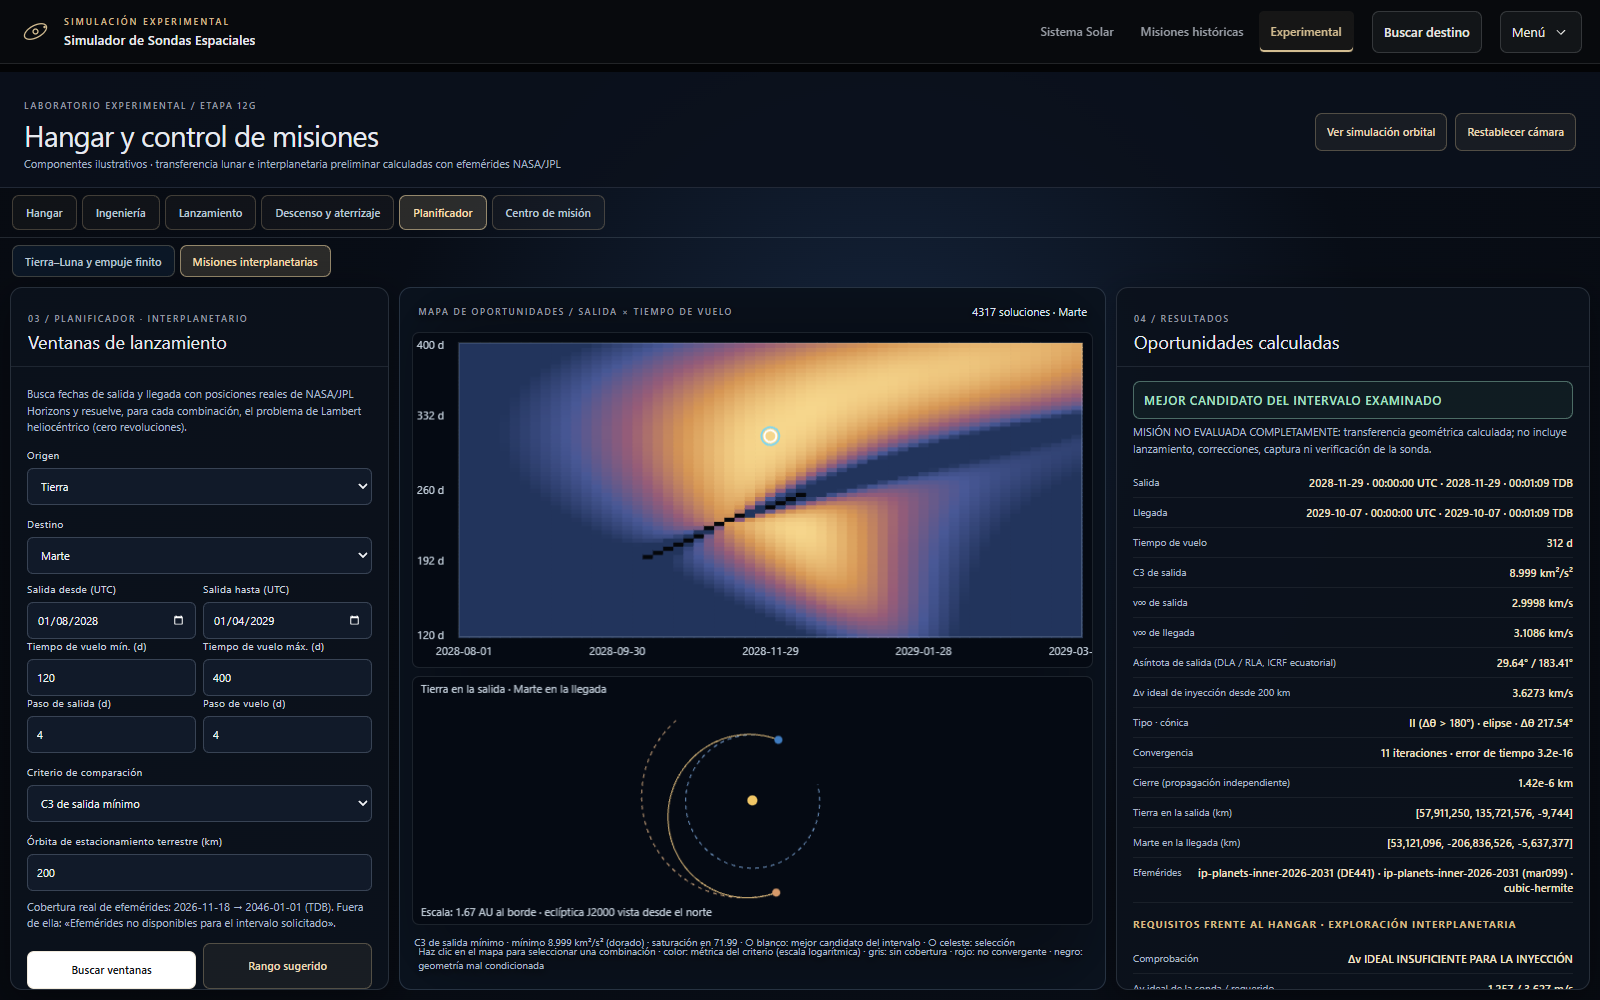 SIMULACIÓN EXPERIMENTAL
Simulador de Sondas Espaciales
Sistema Solar
Misiones históricas
Experimental
Buscar destino
Menú
LABORATORIO EXPERIMENTAL / ETAPA 12G
Hangar y control de misiones
Componentes ilustrativos · transferencia lunar e interplanetaria preliminar calculadas con efemérides NASA/JPL
Ver simulación orbital
Restablecer cámara
Hangar
Ingeniería
Lanzamiento
Descenso y aterrizaje
Planificador
Centro de misión
Tierra–Luna y empuje finito
Misiones interplanetarias
03 / PLANIFICADOR · INTERPLANETARIO
Ventanas de lanzamiento
Busca fechas de salida y llegada con posiciones reales de NASA/JPL
Horizons y resuelve, para cada combinación, el problema de Lambert
heliocéntrico (cero revoluciones).
Origen
Tierra
Destino
Marte
Salida desde (UTC)
Salida hasta (UTC)
01/08/2028
01/04/2029
Tiempo de vuelo mín. (d)
Tiempo de vuelo máx. (d)
120
400
Paso de salida (d)
Paso de vuelo (d)
4
4
Criterio de comparación
C3 de salida mínimo
Órbita de estacionamiento terrestre (km)
200
Cobertura real de efemérides: 2026-11-18 → 2046-01-01 (TDB). Fuera
de ella: «Efemérides no disponibles para el intervalo solicitado».
Buscar ventanas
Rango sugerido
MAPA DE OPORTUNIDADES / SALIDA × TIEMPO DE VUELO
4317 soluciones · Marte
400 d
332 d
260 d
192 d
120 d
2028-08-01
2028-09-30
2028-11-29
2029-01-28
2029-03-
Tierra en la salida · Marte en la llegada
Escala: 1.67 AU al borde · eclíptica J2000 vista desde el norte
C3 de salida mínimo · mínimo 8.999 km²/s² (dorado) · saturación en 71.99 · O blanco: mejor candidato del intervalo · O celeste: selección
Haz clic en el mapa para seleccionar una combinación · color: métrica del criterio (escala logarítmica) · gris: sin cobertura · rojo: no convergente · negro:
geometría mal condicionada
04 / RESULTADOS
Oportunidades calculadas
MEJOR CANDIDATO DEL INTERVALO EXAMINADO
MISIÓN NO EVALUADA COMPLETAMENTE: transferencia geométrica calculada; no incluye
lanzamiento, correcciones, captura ni verificación de la sonda.
Salida
2028-11-29 · 00:00:00 UTC · 2028-11-29 · 00:01:09 TDB
Llegada
2029-10-07 · 00:00:00 UTC · 2029-10-07 · 00:01:09 TDB
Tiempo de vuelo
312 d
C3 de salida
8.999 km²/s²
v∞ de salida
2.9998 km/s
v∞ de llegada
3.1086 km/s
Asíntota de salida (DLA / RLA, ICRF ecuatorial)
29.64° / 183.41°
Δv ideal de inyección desde 200 km
3.6273 km/s
Tipo · cónica
II (Δθ > 180°) · elipse · Δθ 217.54°
Convergencia
11 iteraciones · error de tiempo 3.2e-16
Cierre (propagación independiente)
1.42e-6 km
Tierra en la salida (km)
[57,911,250, 135,721,576, -9,744]
Marte en la llegada (km)
[53,121,096, -206,836,526, -5,637,377]
Efemérides
ip-planets-inner-2026-2031 (DE441) · ip-planets-inner-2026-2031 (mar099) ·
cubic-hermite
REQUISITOS FRENTE AL HANGAR · EXPLORACIÓN INTERPLANETARIA
Comprobación
Δv IDEAL INSUFICIENTE PARA LA INYECCIÓN
Δv ideal de la sonda / requerido
1.257 / 3.627 m/s